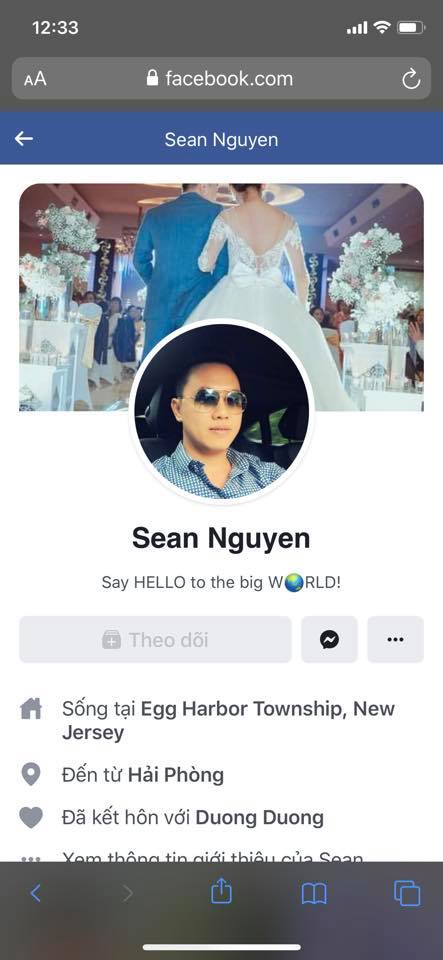 12:33
AA facebook.com
Sean Nguyen
Sean Nguyen
Say HELLO to the big W🌏RLD!
Theo dõi
Sống tại Egg Harbor Township, New
Jersey
Đến từ Hải Phòng
Đã kết hôn với Duong Duong
Xem thông tin giới thiệu của Sean